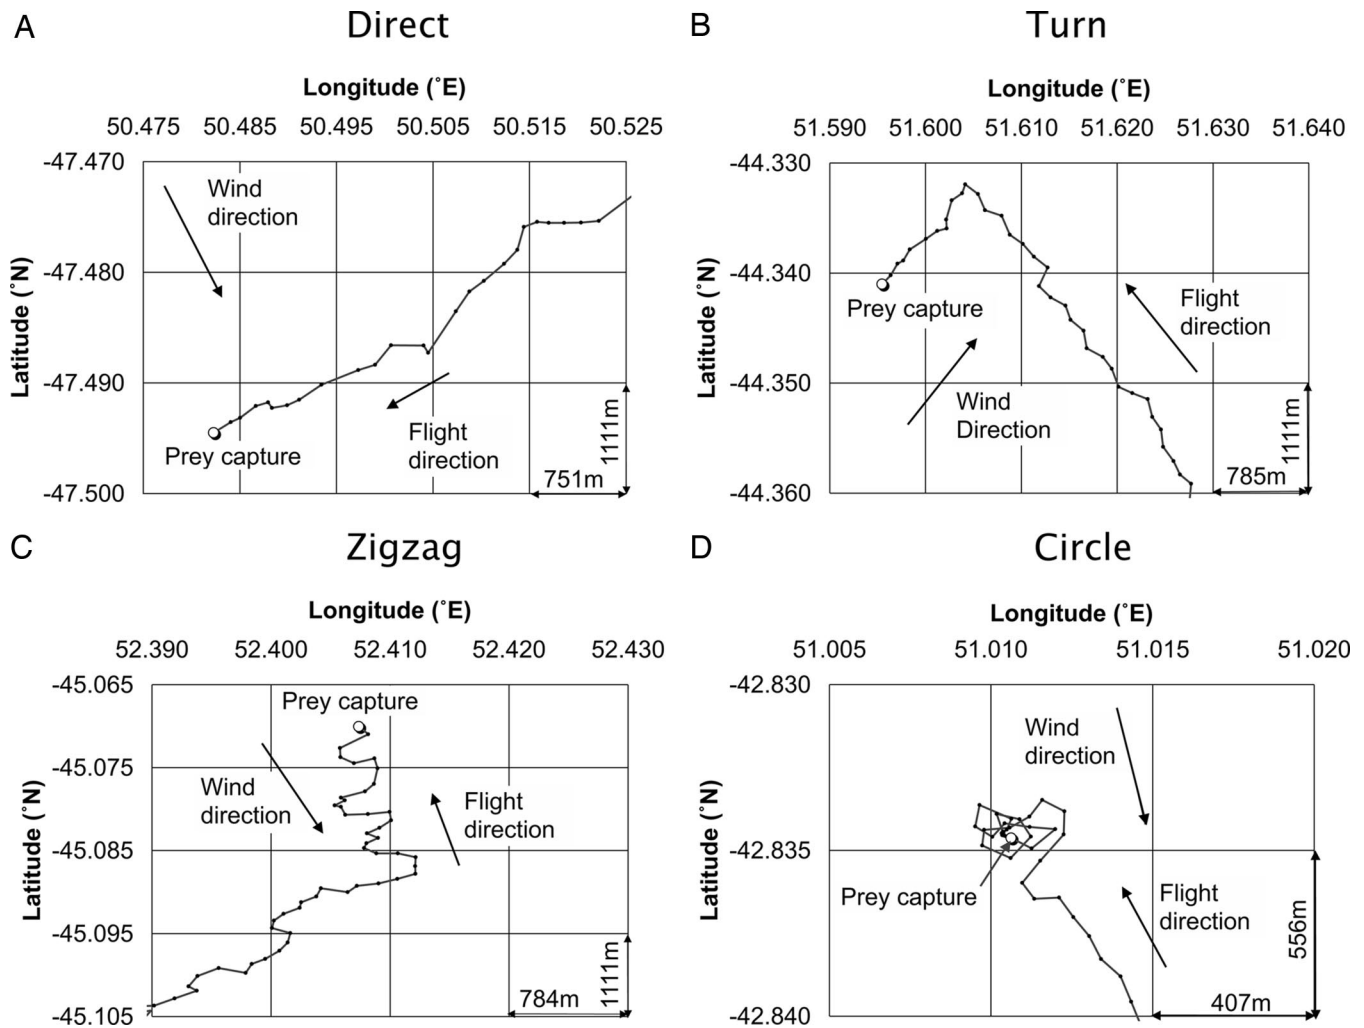 A
Direct
Longitude (˚E)
50.475 50.485 50.495 50.505 50.515 50.525
Latitude (˚N)
-47.470
-47.480
-47.490
-47.500
Wind
direction
Flight
direction
Prey capture
1111m
751m
B
Turn
Longitude (˚E)
51.590 51.600 51.610 51.620 51.630 51.640
Latitude (˚N)
-44.330
-44.340
-44.350
-44.360
Prey capture
Flight
direction
Wind
Direction
1111m
785m
C
Zigzag
Longitude (˚E)
52.390 52.400 52.410 52.420 52.430
Latitude (˚N)
-45.065
-45.075
-45.085
-45.095
-45.105
Prey capture
Wind
direction
Flight
direction
1111m
784m
D
Circle
Longitude (˚E)
51.005 51.010 51.015 51.020
Latitude (˚N)
-42.830
-42.835
-42.840
Wind
direction
Prey capture
Flight
direction
556m
407m